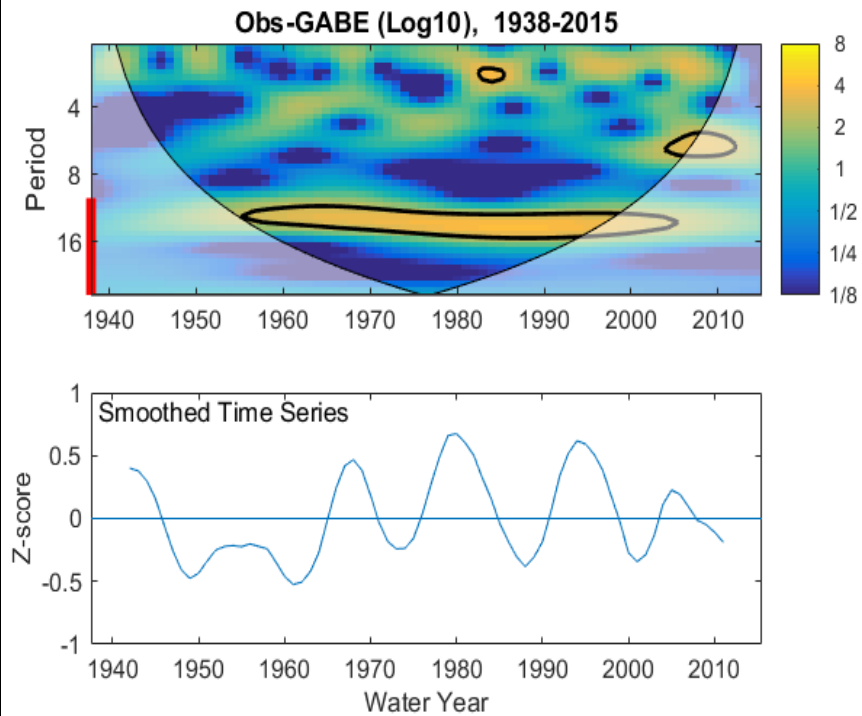 Obs-GABE (Log10), 1938-2015
Period
4
8
16
1940 1950 1960 1970 1980 1990 2000 2010
8
4
2
1
1/2
1/4
1/8
Smoothed Time Series
Z-score
1
0.5
0
-0.5
-1
1940 1950 1960 1970 1980 1990 2000 2010
Water Year